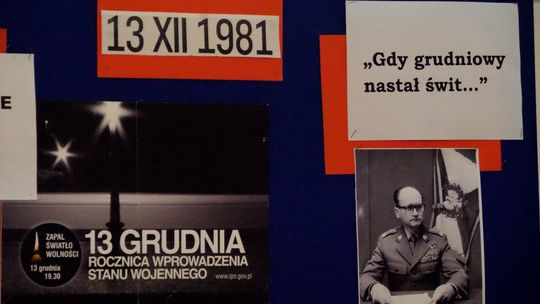 13 XII 1981
„Gdy grudniowy
nastał świt...”
E
ZAPAL
ŚWIATŁO
WOLNOŚCI
13 grudnia
19.30
13 GRUDNIA
ROCZNICA WPROWADZENIA
STANU WOJENNEGO
www.ipn.gov.pl